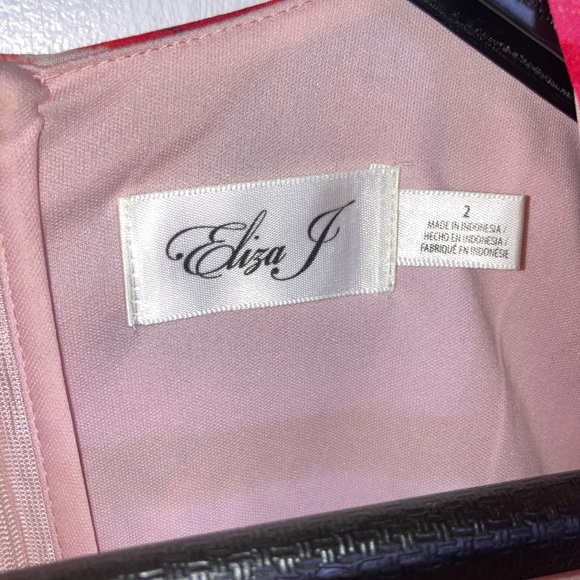 Eliza J
2
MADE IN INDONESIA /
HECHO EN INDONESIA /
FABRIQUÉ EN INDONÉSIE